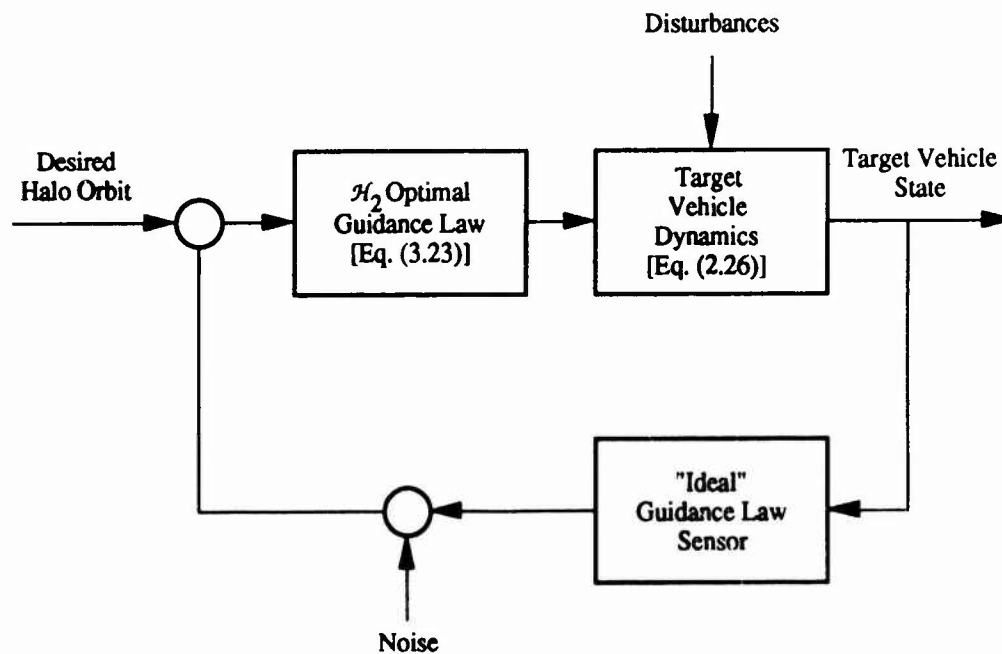 Disturbances
Desired
Halo Orbit
ℋ₂ Optimal
Guidance Law
[Eq. (3.23)]
Target
Vehicle
Dynamics
[Eq. (2.26)]
Target Vehicle
State
"Ideal"
Guidance Law
Sensor
Noise